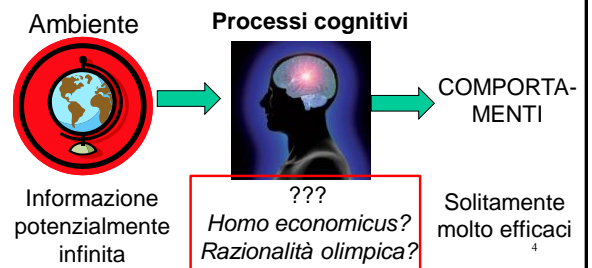 Ambiente
Processi cognitivi
COMPORTA-
MENTI
Informazione
potenzialmente
infinita
???
Homo economicus?
Razionalità olimpica?
Solitamente
molto efficaci
4